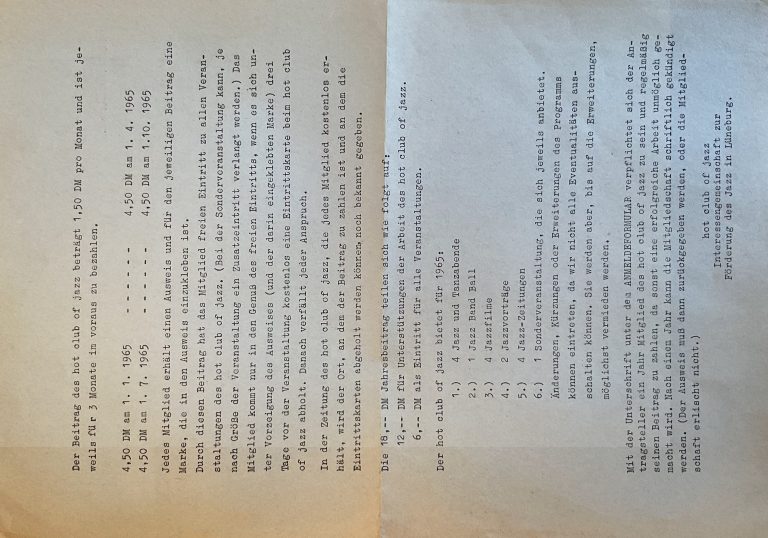 Der Beitrag des hot club of jazz beträgt 1,50 DM pro Monat und ist je-
weils für 3 Monate im voraus zu bezahlen.
4,50 DM am 1. 1. 1965 - - - - - - 4,50 DM am 1. 4. 1965
4,50 DM am 1. 7. 1965 - - - - - - 4,50 DM am 1.10. 1965
Jedes Mitglied erhält einen Ausweis und für den jeweiligen Beitrag eine
Marke, die in den Ausweis einzukleben ist.
Durch diesen Beitrag hat das Mitglied freien Eintritt zu allen Veran-
staltungen des hot club of jazz. (Bei der Sonderveranstaltung kann, je
nach Größe der Veranstaltung ein Zusatzeintritt verlangt werden.) Das
Mitglied kommt nur in den Genuß des freien Eintritts, wenn es sich un-
ter Vorzeigung des Ausweises (und der darin eingeklebten Marke) drei
Tage vor der Veranstaltung kostenlos eine Eintrittskarte beim hot club
of jazz abholt. Danach verfällt jeder Anspruch.
In der Zeitung des hot club of jazz, die jedes Mitglied kostenlos er-
hält, wird der Ort, an dem der Beitrag zu zahlen ist und an dem die
Eintrittskarten abgeholt werden können, noch bekannt gegeben.
Die 18,-- DM Jahresbeitrag teilen sich wie folgt auf:
12,-- DM für Unterstützungen der Arbeit des hot club of jazz.
6,-- DM als Eintritt für alle Veranstaltungen.
Der hot club of jazz bietet für 1965:
1.) 4 Jazz und Tanzabende
2.) 1 Jazz Band Ball
3.) 4 Jazzfilme
4.) 2 Jazzvorträge
5.) 4 Jazz-Zeitungen
6.) 1 Sonderveranstaltung, die sich jeweils anbietet.
Änderungen, Kürzungen oder Erweiterungen des Programms
können eintreten, da wir nicht alle Eventualitäten aus-
schalten können. Sie werden aber, bis auf die Erweiterungen,
möglichst vermieden werden.
Mit der Unterschrift unter das ANMELDEFORMULAR verpflichtet sich der An-
tragsteller ein Jahr Mitglied des hot club of jazz zu sein und regelmäßig
seinen Beitrag zu zahlen, da sonst eine erfolgreiche Arbeit unmöglich ge-
macht wird. Nach einem Jahr kann die Mitgliedschaft schriftlich gekündigt
werden. (Der Ausweis muß dann zurückgegeben werden, oder die Mitglied-
schaft erlischt nicht.)
hot club of jazz
Interessengemeinschaft zur
Förderung des Jazz in Lüneburg.